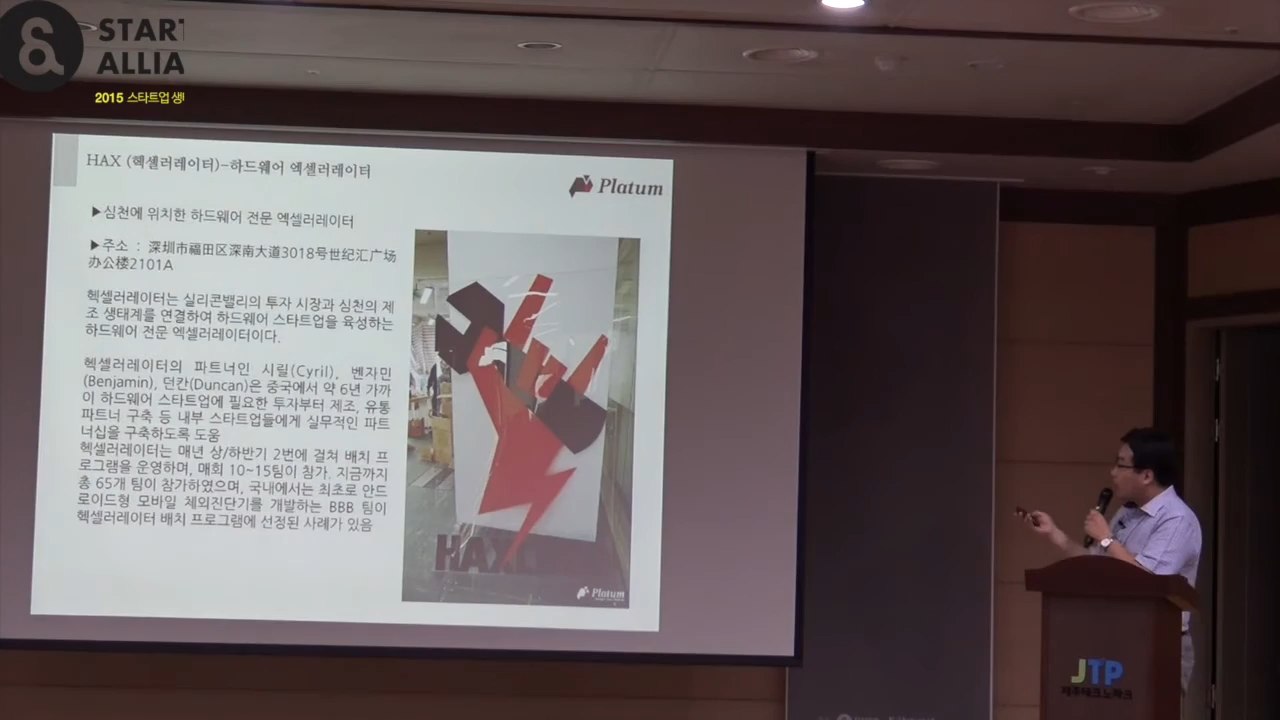 START
ALLIA
2015 스타트업 생
HAX (헥셀러레이터)-하드웨어 엑셀러레이터
Platum
▶심천에 위치한 하드웨어 전문 엑셀러레이터
▶주소 : 深圳市福田区深南大道3018号世纪汇广场
办公楼2101A
헥셀러레이터는 실리콘밸리의 투자 시장과 심천의 제
조 생태계를 연결하여 하드웨어 스타트업을 육성하는
하드웨어 전문 엑셀러레이터이다.
헥셀러레이터의 파트너인 시릴(Cyril), 벤자민
(Benjamin), 던칸(Duncan)은 중국에서 약 6년 가까
이 하드웨어 스타트업에 필요한 투자부터 제조, 유통
파트너 구축 등 내부 스타트업들에게 실무적인 파트
너십을 구축하도록 도움
헥셀러레이터는 매년 상/하반기 2번에 걸쳐 배치 프
로그램을 운영하며, 매회 10~15팀이 참가. 지금까지
총 65개 팀이 참가하였으며, 국내에서는 최초로 안드
로이드형 모바일 체외진단기를 개발하는 BBB 팀이
헥셀러레이터 배치 프로그램에 선정된 사례가 있음
HAX
Platum
JTP
제주테크노파크